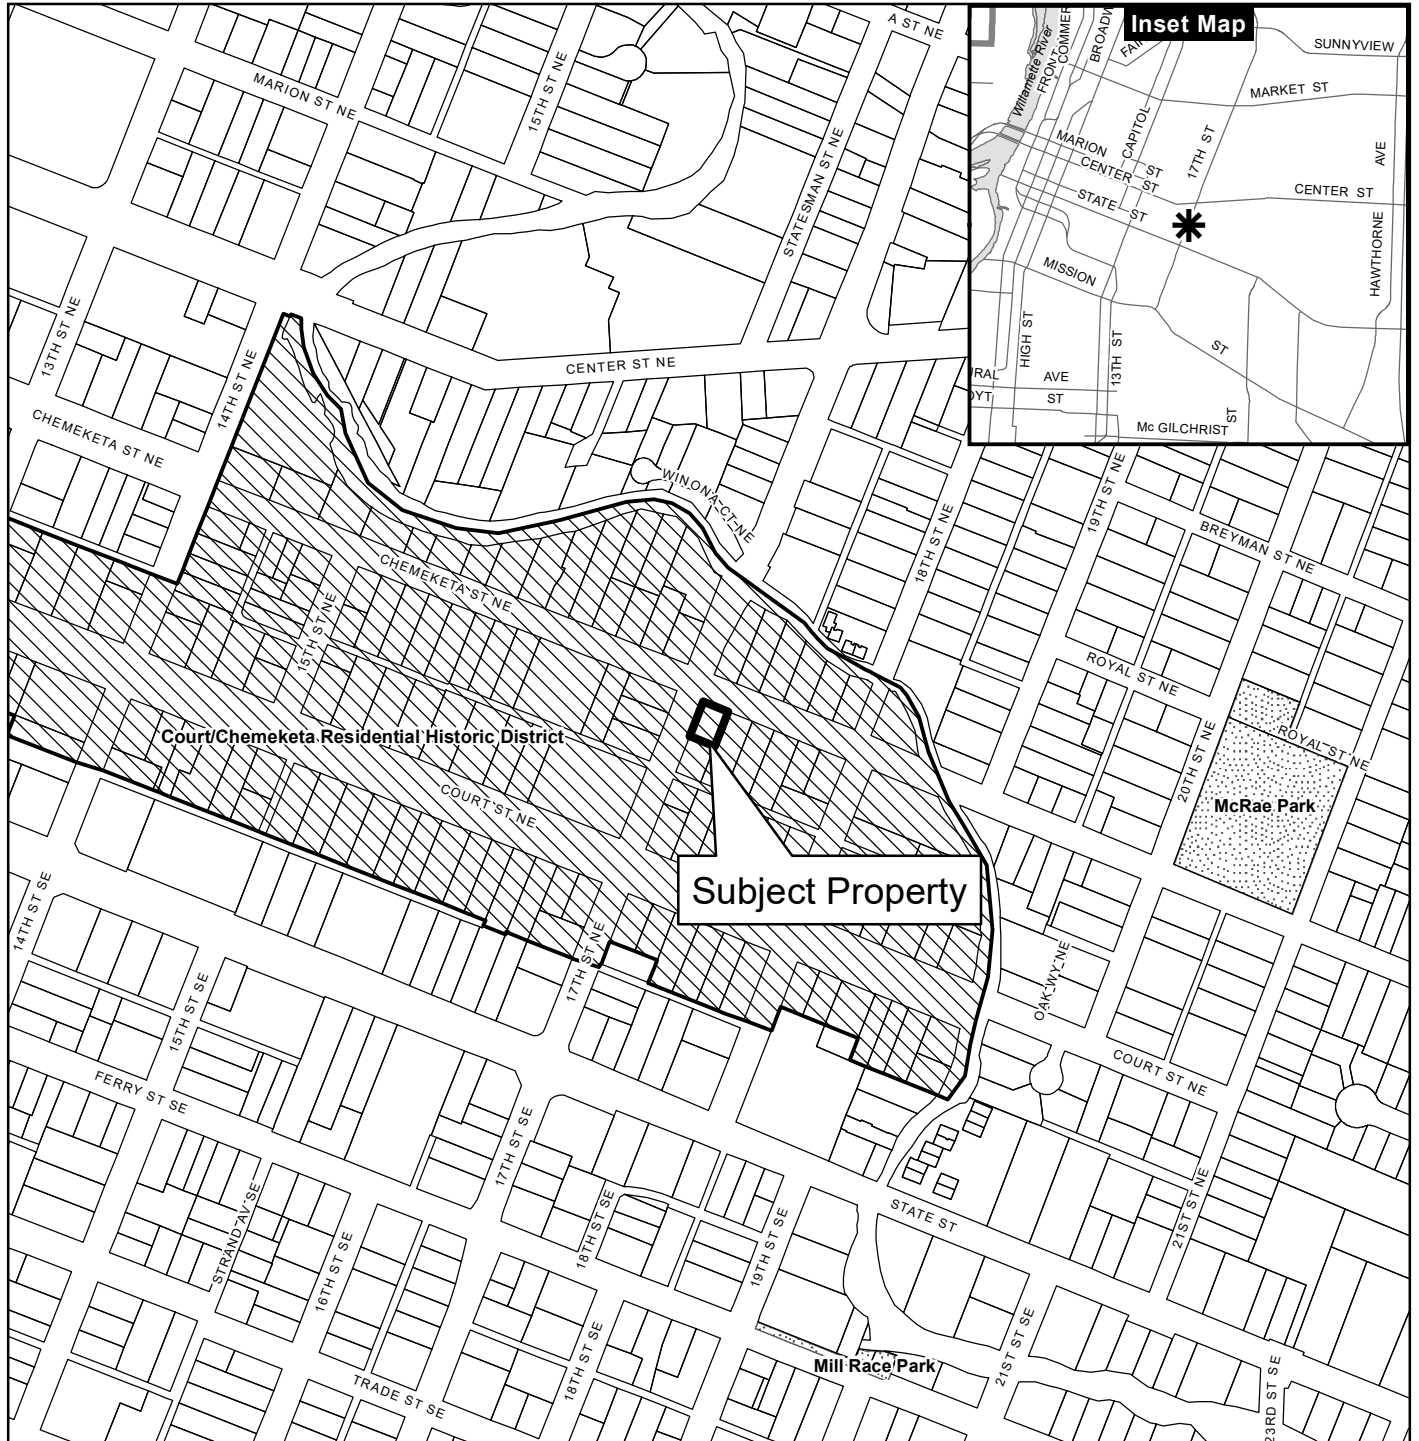 A ST NE
MARION ST NE
15TH ST NE
STATESMAN ST NE
13TH ST NE
14TH ST NE
CENTER ST NE
CHEMEKETA ST NE
WINONA CT NE
18TH ST NE
19TH ST NE
BREYMAN ST NE
CHEMEKETA ST NE
15TH ST NE
ROYAL ST NE
Court/Chemeketa Residential Historic District
ROYAL ST NE
20TH ST NE
McRae Park
COURT ST NE
Subject Property
14TH ST SE
17TH ST NE
OAK WY NE
15TH ST SE
COURT ST NE
FERRY ST SE
17TH ST SE
STRAND AV SE
16TH ST SE
18TH ST SE
19TH ST SE
STATE ST
21ST ST NE
18TH ST SE
Mill Race Park
21ST ST SE
TRADE ST SE
23RD ST SE
Inset Map
Willamette River
FRONT
COMMER
BROADW
FAI
SUNNYVIEW
MARKET ST
CAPITOL
17TH ST
AVE
MARION ST
CENTER ST
CENTER ST
STATE ST
HAWTHORNE
MISSION
ST
HIGH ST
13TH ST
URAL AVE
OYT ST
ST
Mc GILCHRIST